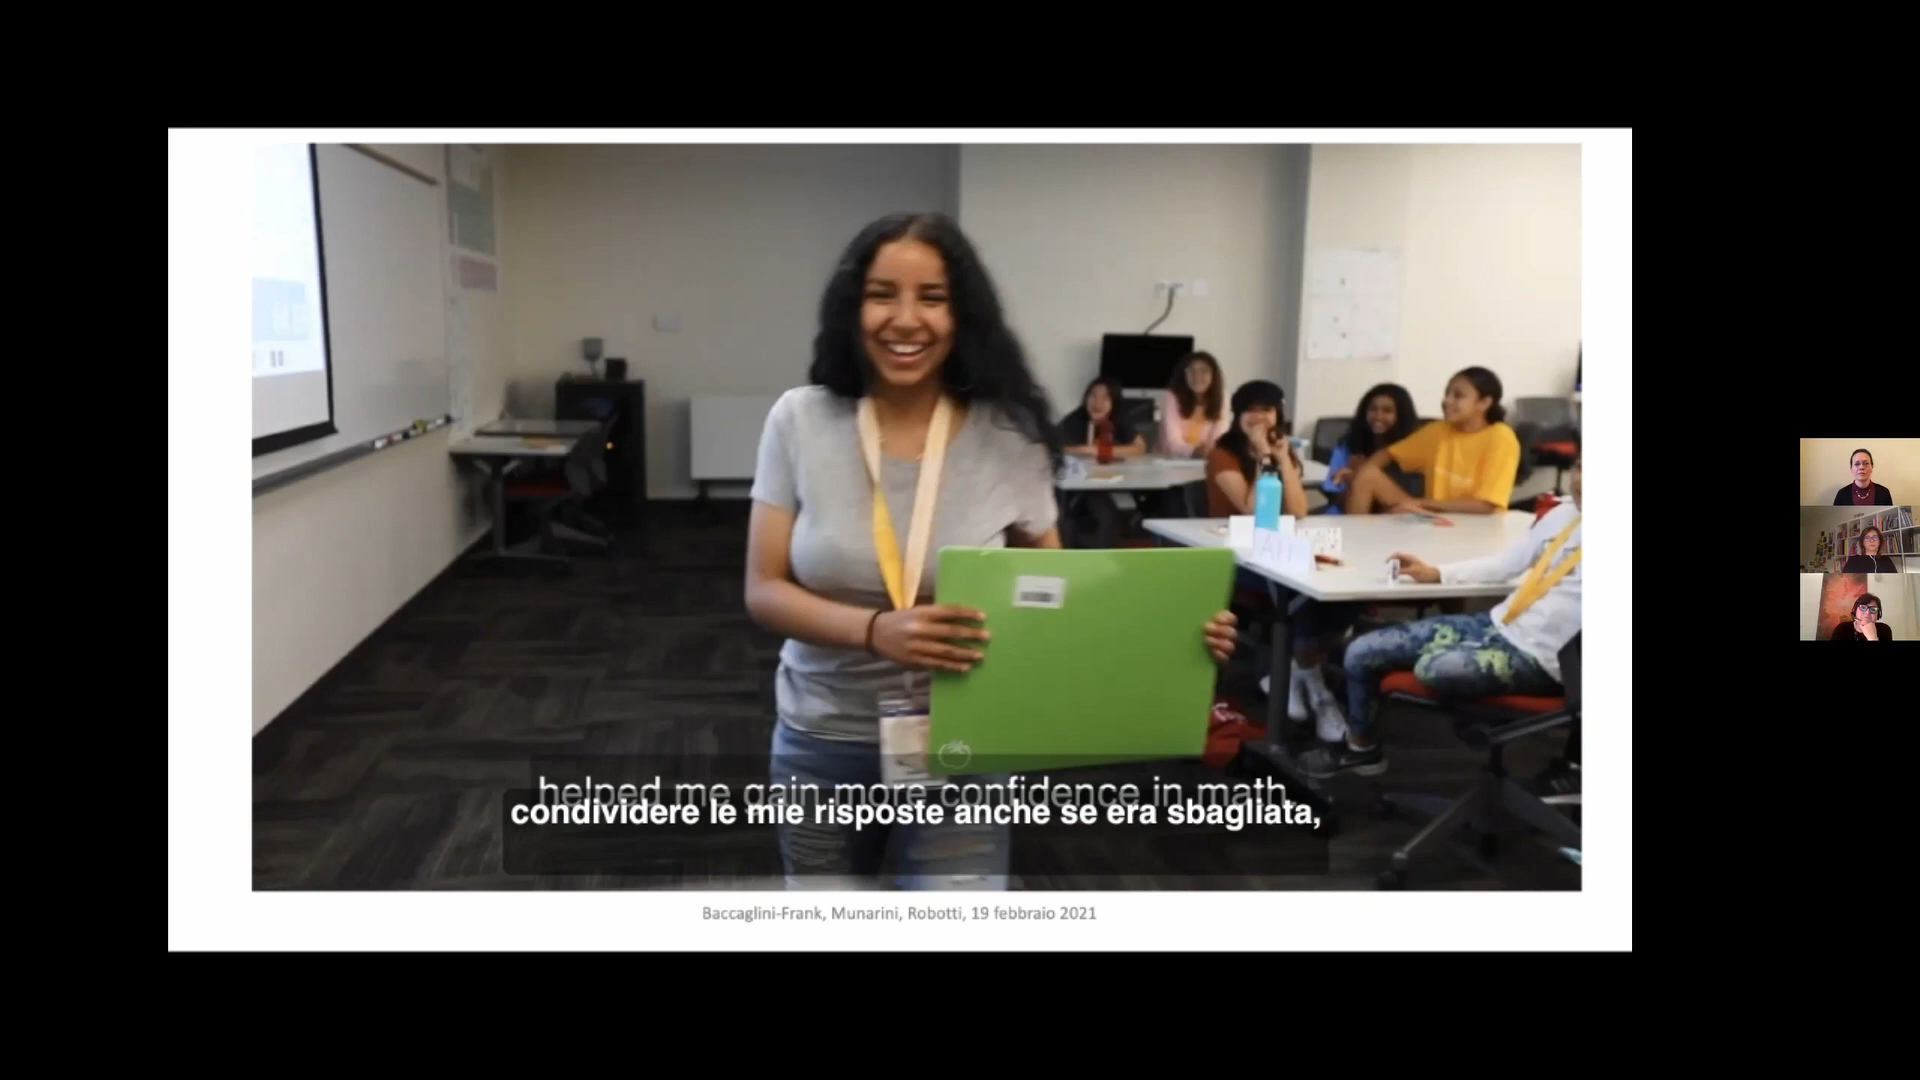 helped me gain more confidence in math.
condividere le mie risposte anche se era sbagliata,
Baccaglini-Frank, Munarini, Robotti, 19 febbraio 2021